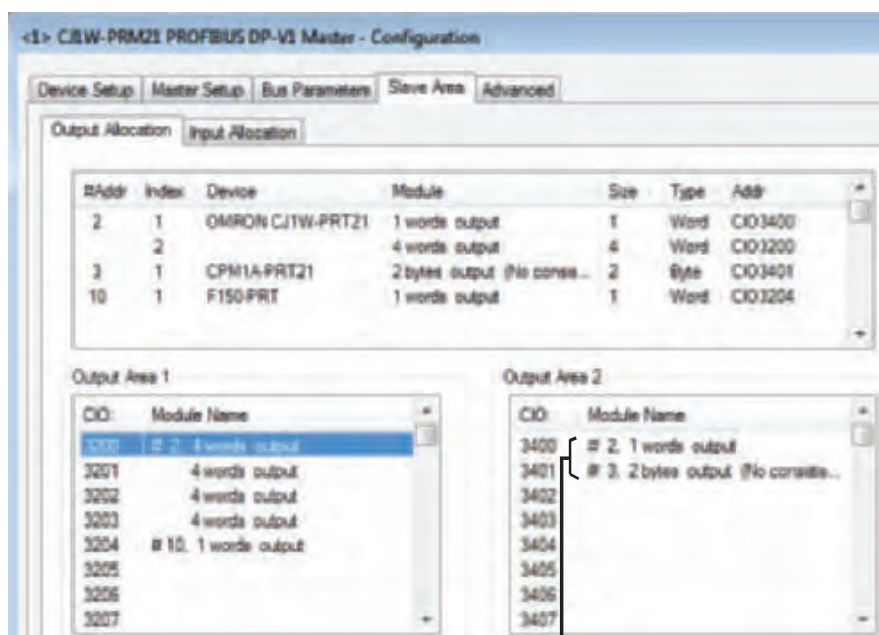 <1> CJ1W-PRM21 PROFIBUS DP-V1 Master - Configuration
Device Setup Master Setup Bus Parameters Slave Area Advanced
Output Allocation Input Allocation
#Addr Index Device Module Size Type Addr
2 1 OMRON CJ1W-PRT21 1 words output 1 Word CIO3400
2 4 words output 4 Word CIO3200
3 1 CPM1A-PRT21 2 bytes output (No consis... 2 Byte CIO3401
10 1 F150-PRT 1 words output 1 Word CIO3204
Output Area 1
CIO: Module Name
3200 # 2, 4 words output
3201 4 words output
3202 4 words output
3203 4 words output
3204 # 10, 1 words output
3205
3206
3207
Output Area 2
CIO: Module Name
3400 # 2, 1 words output
3401 # 3, 2 bytes output (No consiste...
3402
3403
3404
3405
3406
3407